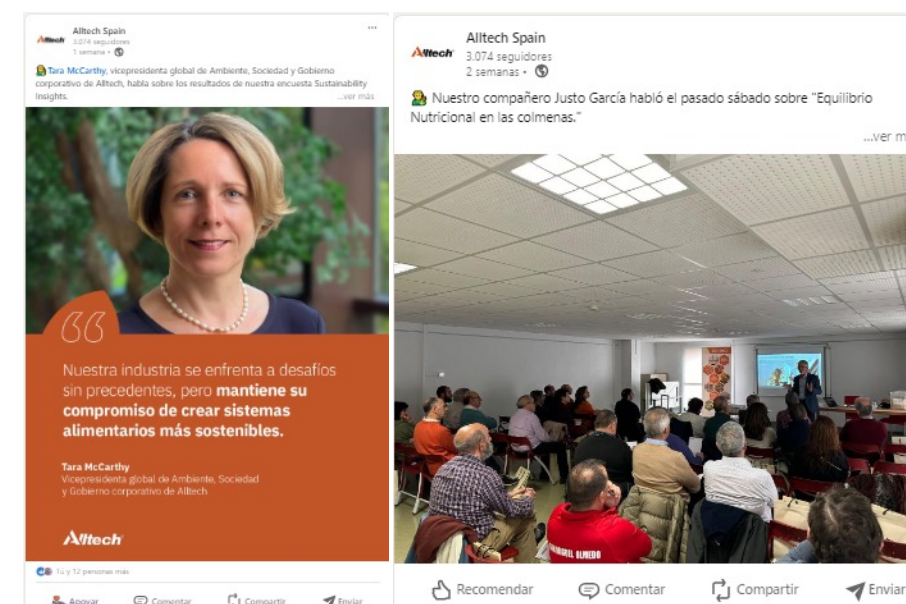 Alltech Spain
Alltech
3.074 seguidores
1 semana •
Tara McCarthy, vicepresidenta global de Ambiente, Sociedad y Gobierno
corporativo de Alltech, habla sobre los resultados de nuestra encuesta Sustainability
Insights.
...ver más
Nuestra industria se enfrenta a desafíos
sin precedentes, pero mantiene su
compromiso de crear sistemas
alimentarios más sostenibles.
Tara McCarthy
Vicepresidenta global de Ambiente, Sociedad
y Gobierno corporativo de Alltech
Alltech
Tú y 12 personas más
Apoyar
Comentar
Compartir
Enviar
Alltech Spain
Alltech
3.074 seguidores
2 semanas •
Nuestro compañero Justo García habló el pasado sábado sobre "Equilibrio
Nutricional en las colmenas."
...ver m
OLMEDO
Recomendar
Comentar
Compartir
Enviar